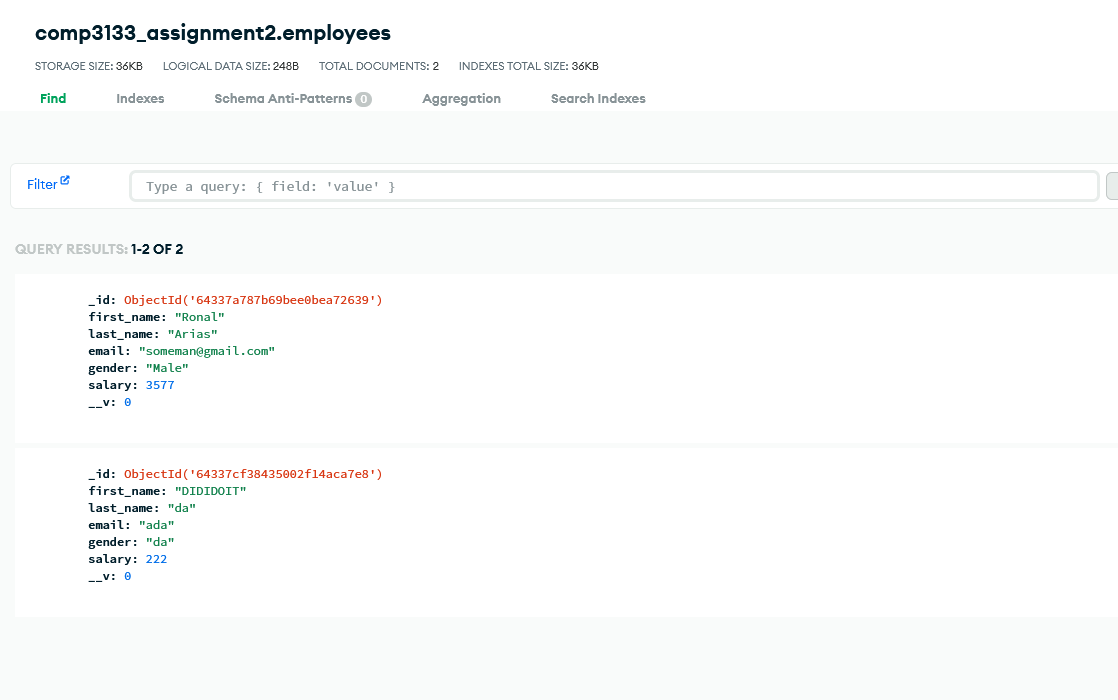 comp3133_assignment2.employees
STORAGE SIZE: 36KB LOGICAL DATA SIZE: 248B TOTAL DOCUMENTS: 2 INDEXES TOTAL SIZE: 36KB
Find Indexes Schema Anti-Patterns 0 Aggregation Search Indexes
Filter Type a query: { field: 'value' }
QUERY RESULTS: 1-2 OF 2
_id: ObjectId('64337a787b69bee0bea72639')
first_name: "Ronal"
last_name: "Arias"
email: "someman@gmail.com"
gender: "Male"
salary: 3577
__v: 0
_id: ObjectId('64337cf38435002f14aca7e8')
first_name: "DIDIDOIT"
last_name: "da"
email: "ada"
gender: "da"
salary: 222
__v: 0